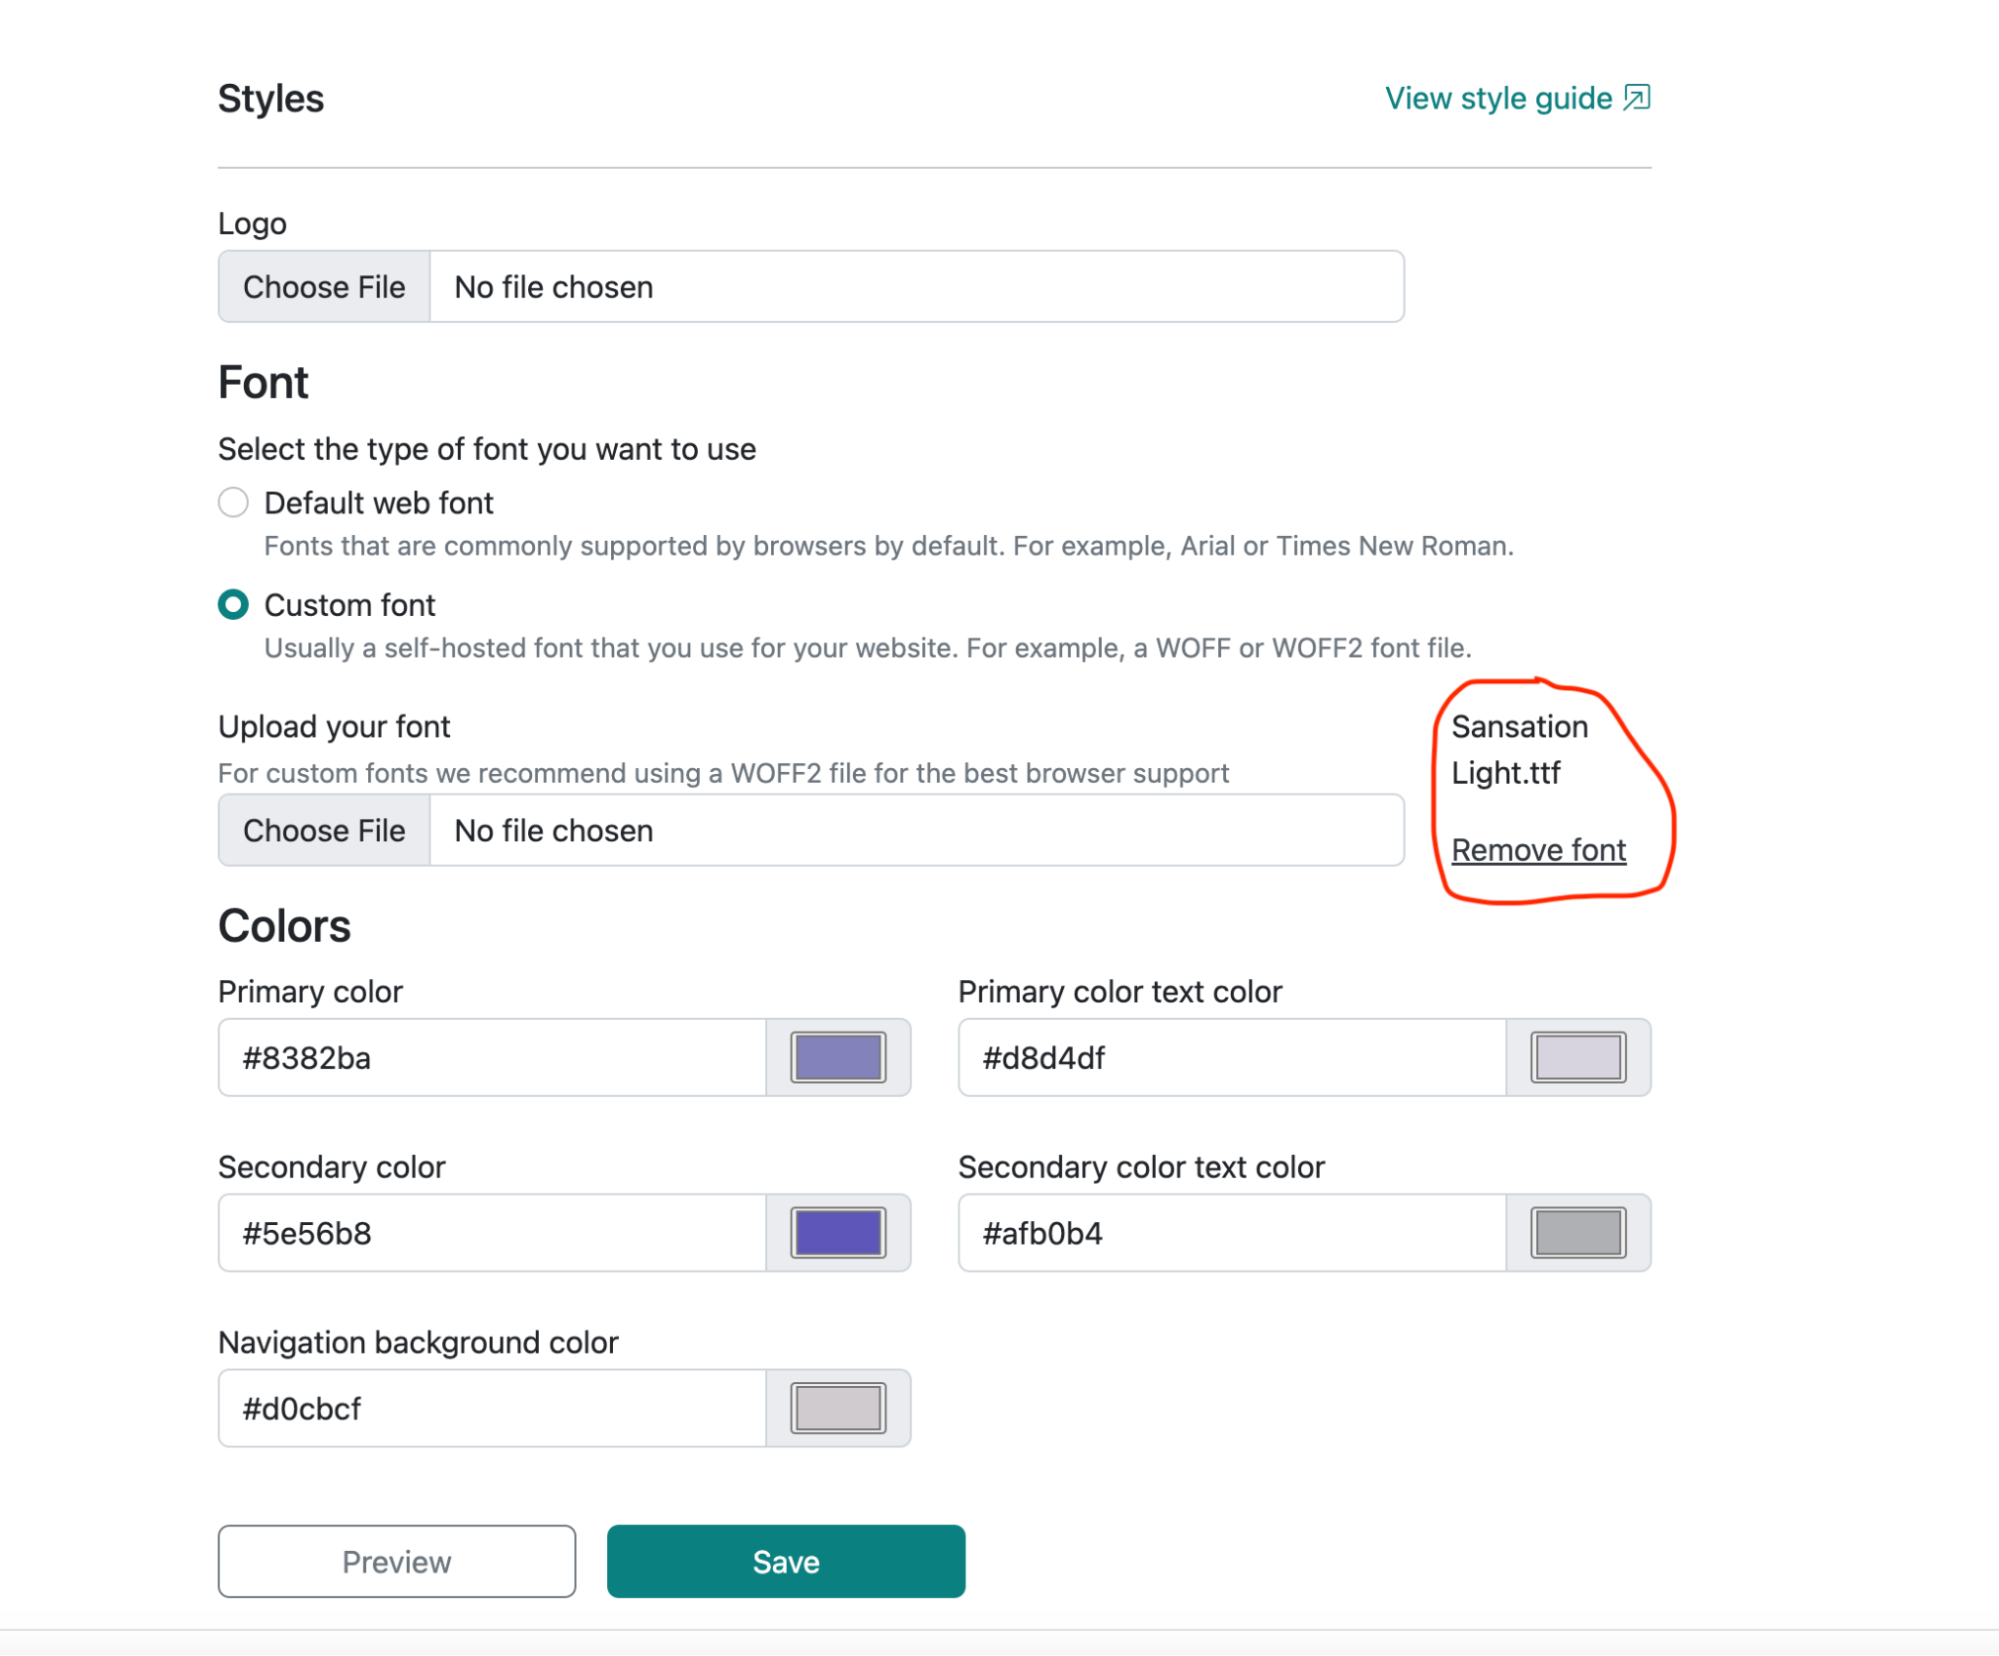 Styles
View style guide
Logo
Choose File
No file chosen
Font
Select the type of font you want to use
Default web font
Fonts that are commonly supported by browsers by default. For example, Arial or Times New Roman.
Custom font
Usually a self-hosted font that you use for your website. For example, a WOFF or WOFF2 font file.
Upload your font
For custom fonts we recommend using a WOFF2 file for the best browser support
Choose File
No file chosen
Sansation
Light.ttf
Remove font
Colors
Primary color
#8382ba
Primary color text color
#d8d4df
Secondary color
#5e56b8
Secondary color text color
#afb0b4
Navigation background color
#d0cbcf
Preview
Save